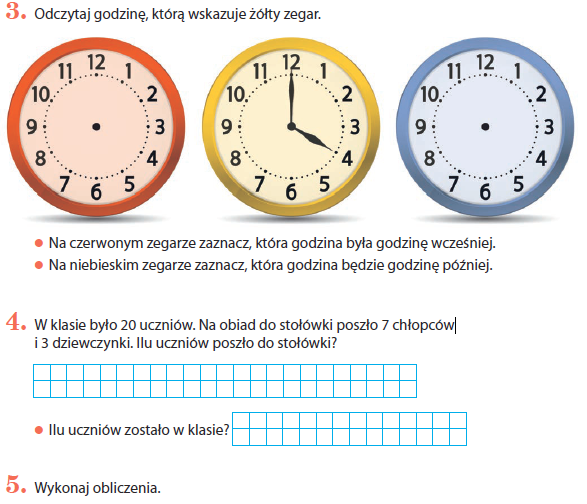 3. Odczytaj godzinę, którą wskazuje żółty zegar.
12 1 2 3 4 5 6 7 8 9 10 11
12 1 2 3 4 5 6 7 8 9 10 11
12 1 2 3 4 5 6 7 8 9 10 11
• Na czerwonym zegarze zaznacz, która godzina była godzinę wcześniej.
• Na niebieskim zegarze zaznacz, która godzina będzie godzinę później.
4. W klasie było 20 uczniów. Na obiad do stołówki poszło 7 chłopców
i 3 dziewczynki. Ilu uczniów poszło do stołówki?
• Ilu uczniów zostało w klasie?
5. Wykonaj obliczenia.